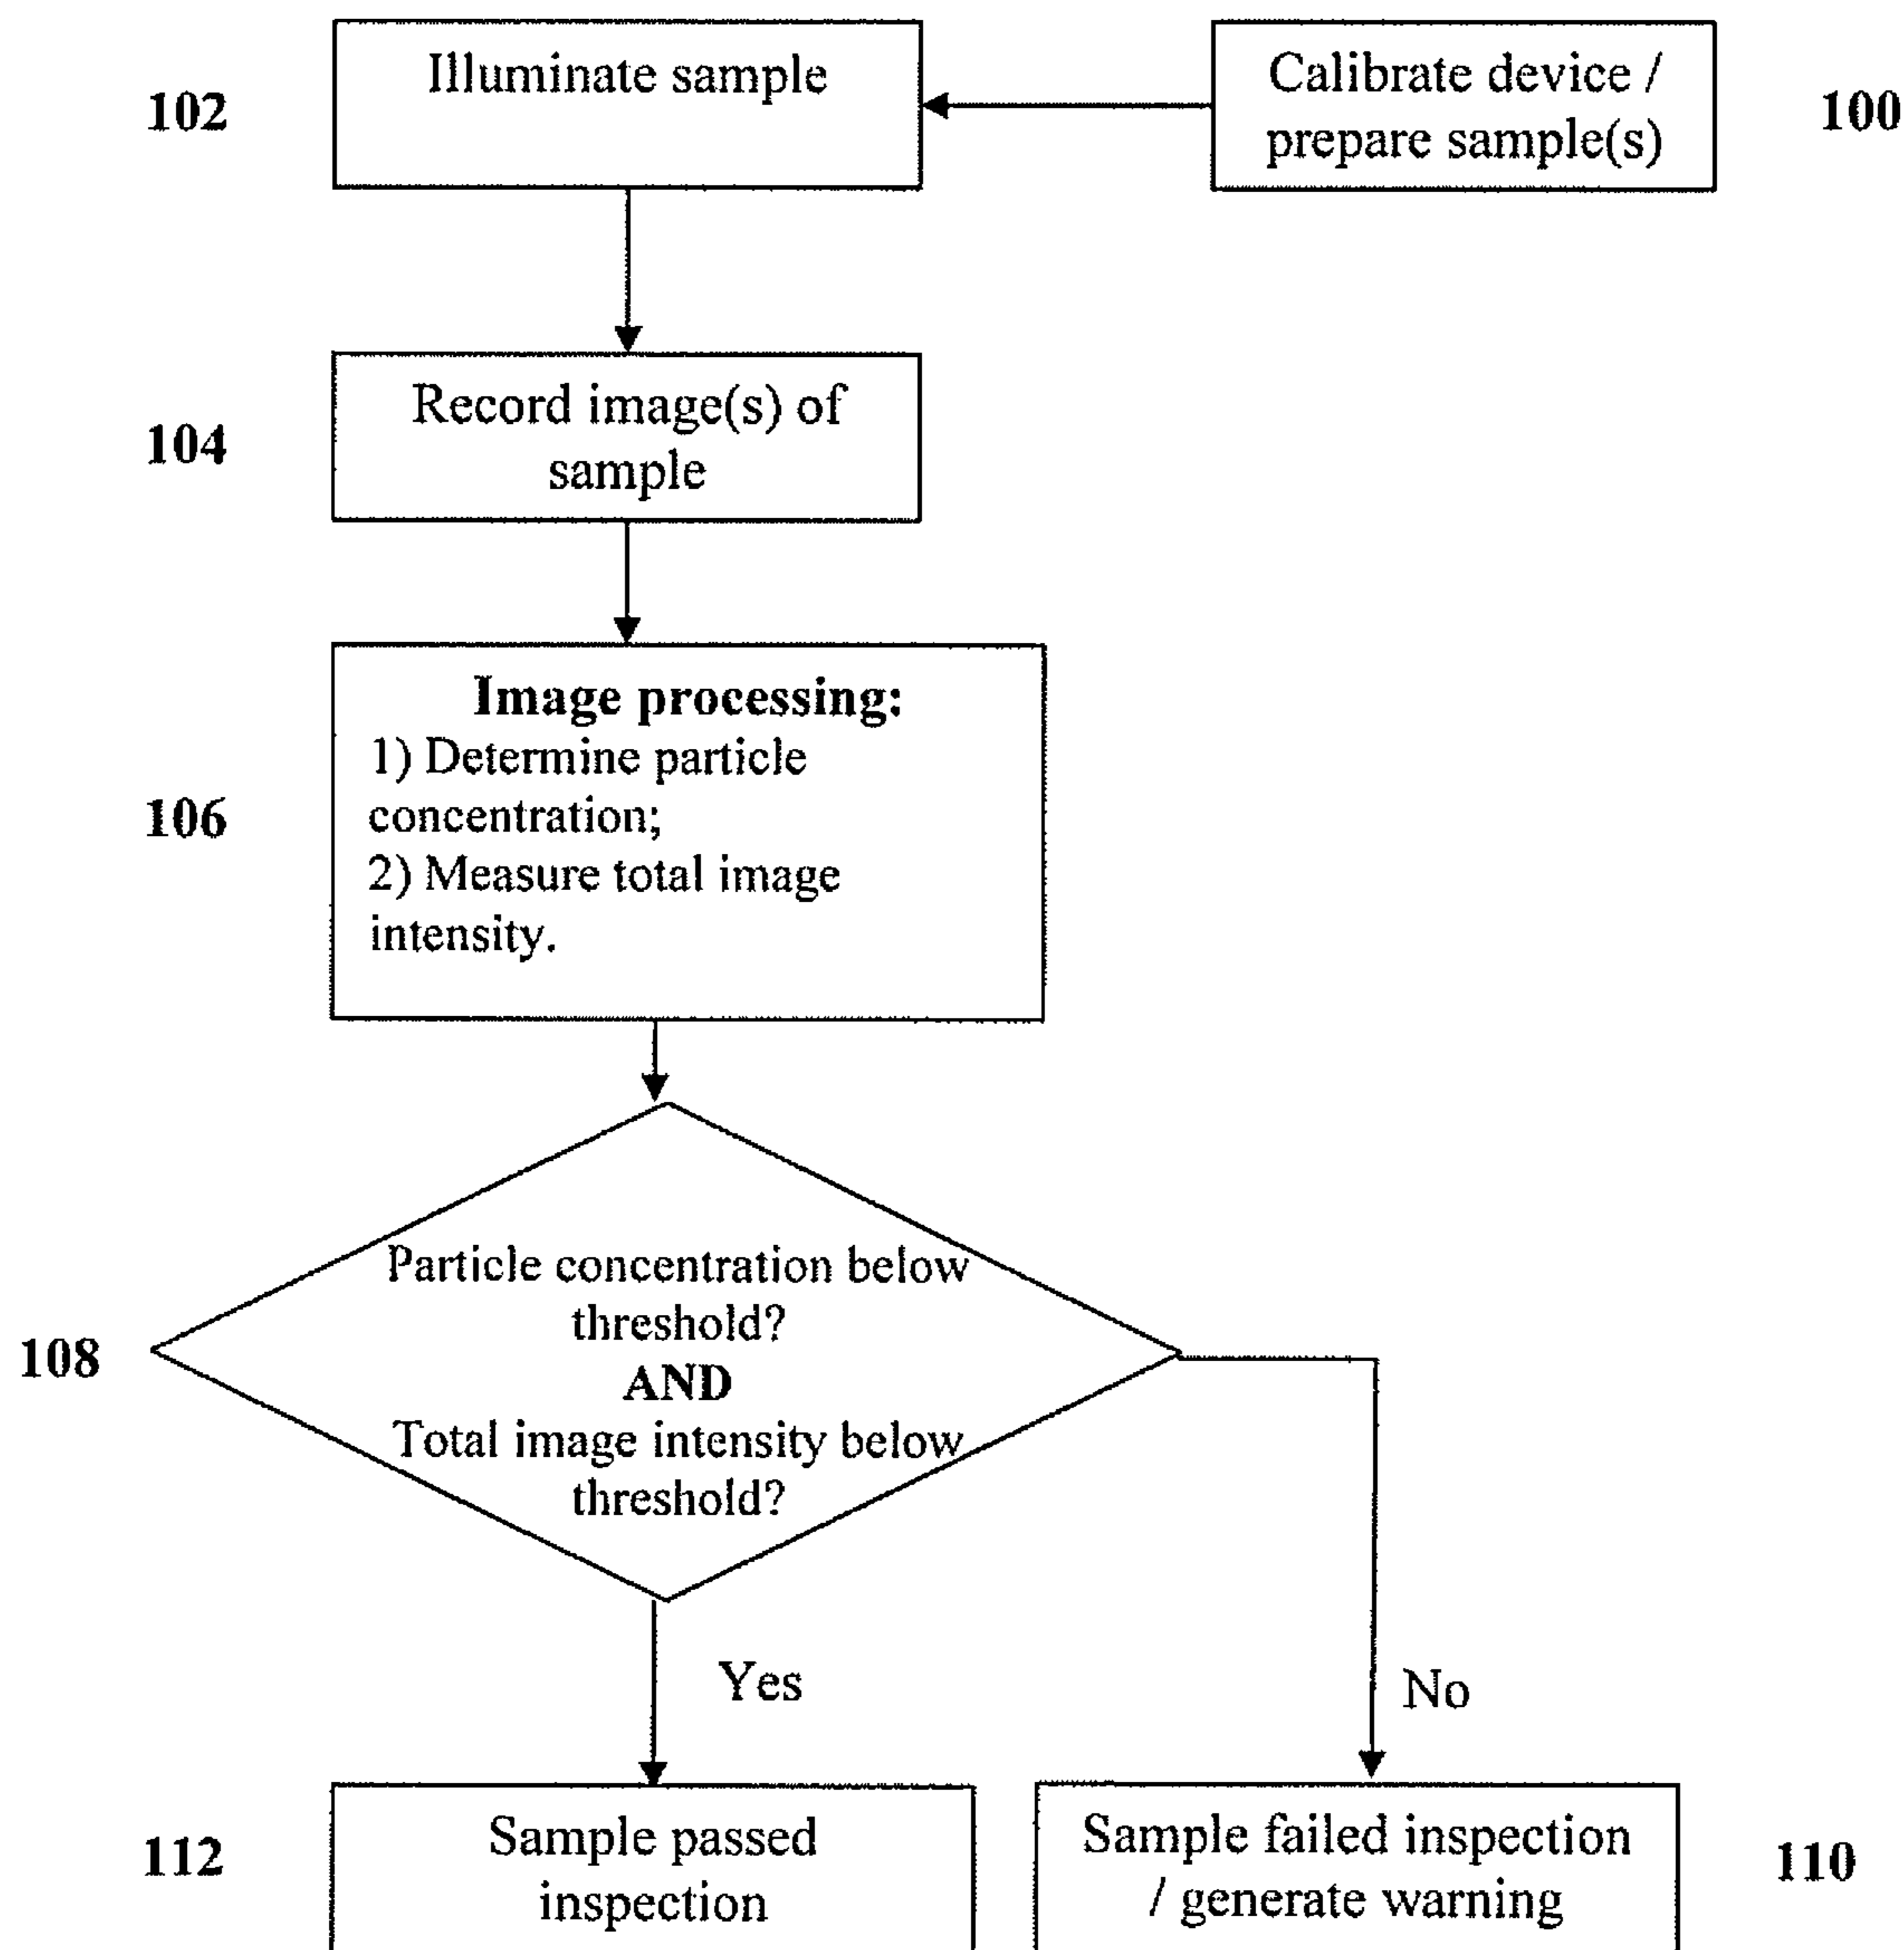 102
Illuminate sample
Calibrate device /
prepare sample(s)
100
104
Record image(s) of
sample
106
Image processing:
1) Determine particle
concentration;
2) Measure total image
intensity.
108
Particle concentration below
threshold?
AND
Total image intensity below
threshold?
Yes
No
112
Sample passed
inspection
Sample failed inspection
/ generate warning
110